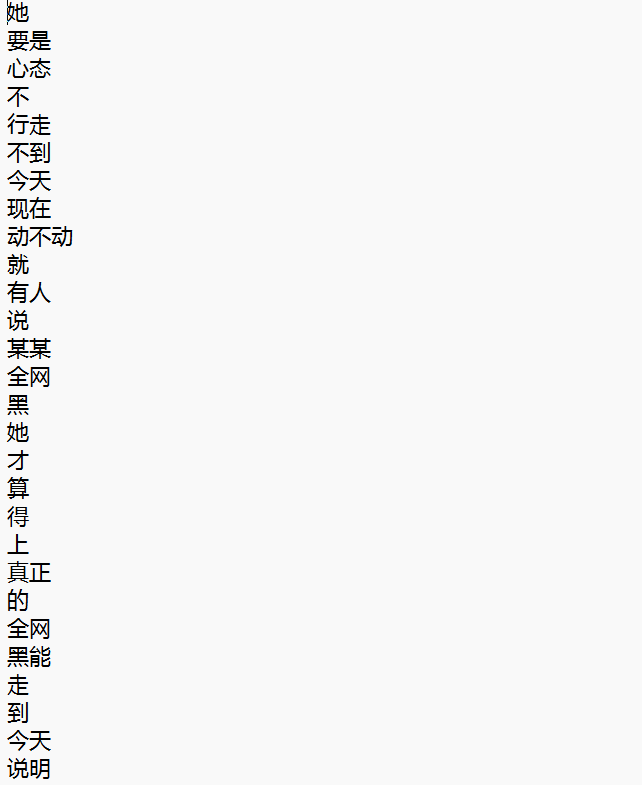 她
要是
心态
不
行走
不到
今天
现在
动不动
就
有人
说
某某
全网
黑
她
才
算
得
上
真正
的
全网
黑能
走
到
今天
说明